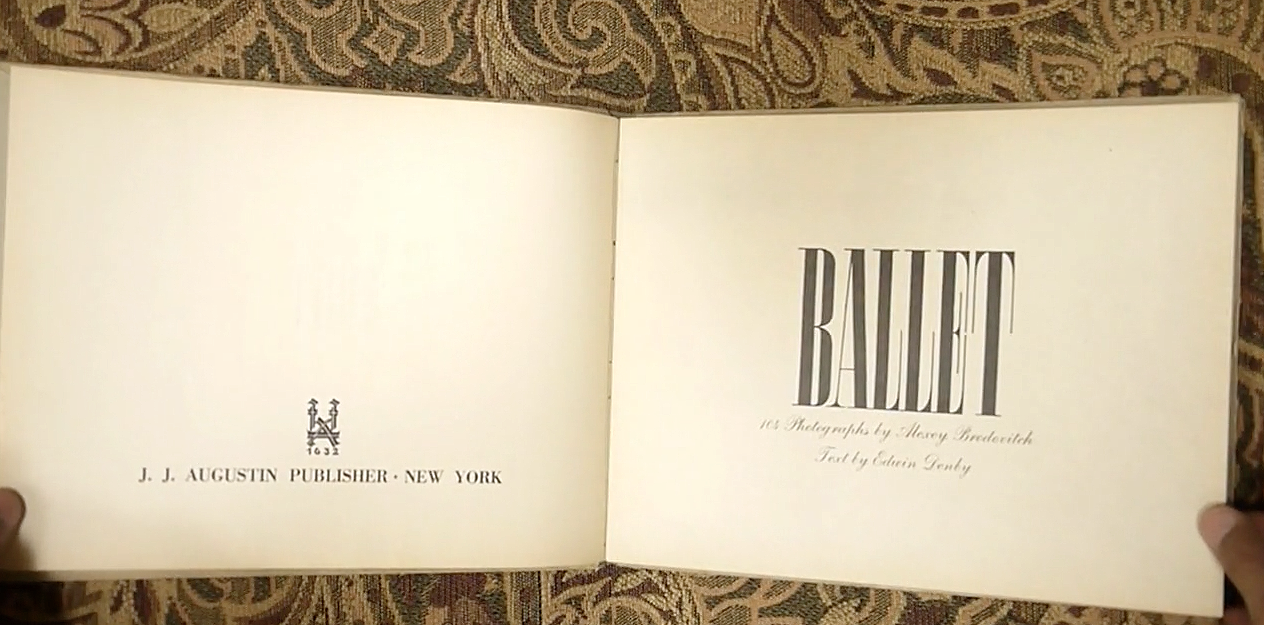 1632
J. J. AUGUSTIN PUBLISHER · NEW YORK
BALLET
104 Photographs by Alexey Brodovitch
Text by Edwin Denby